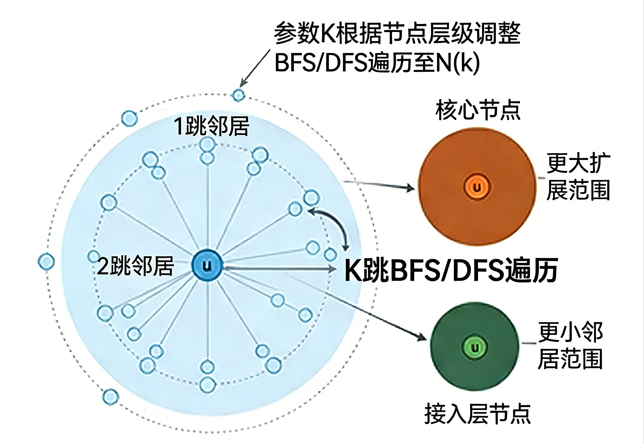 参数K根据节点层级调整
BFS/DFS遍历至N(k)
1跳邻居
核心节点
u
更大扩
展范围
2跳邻居
u
K跳BFS/DFS遍历
u
更小邻
居范围
接入层节点